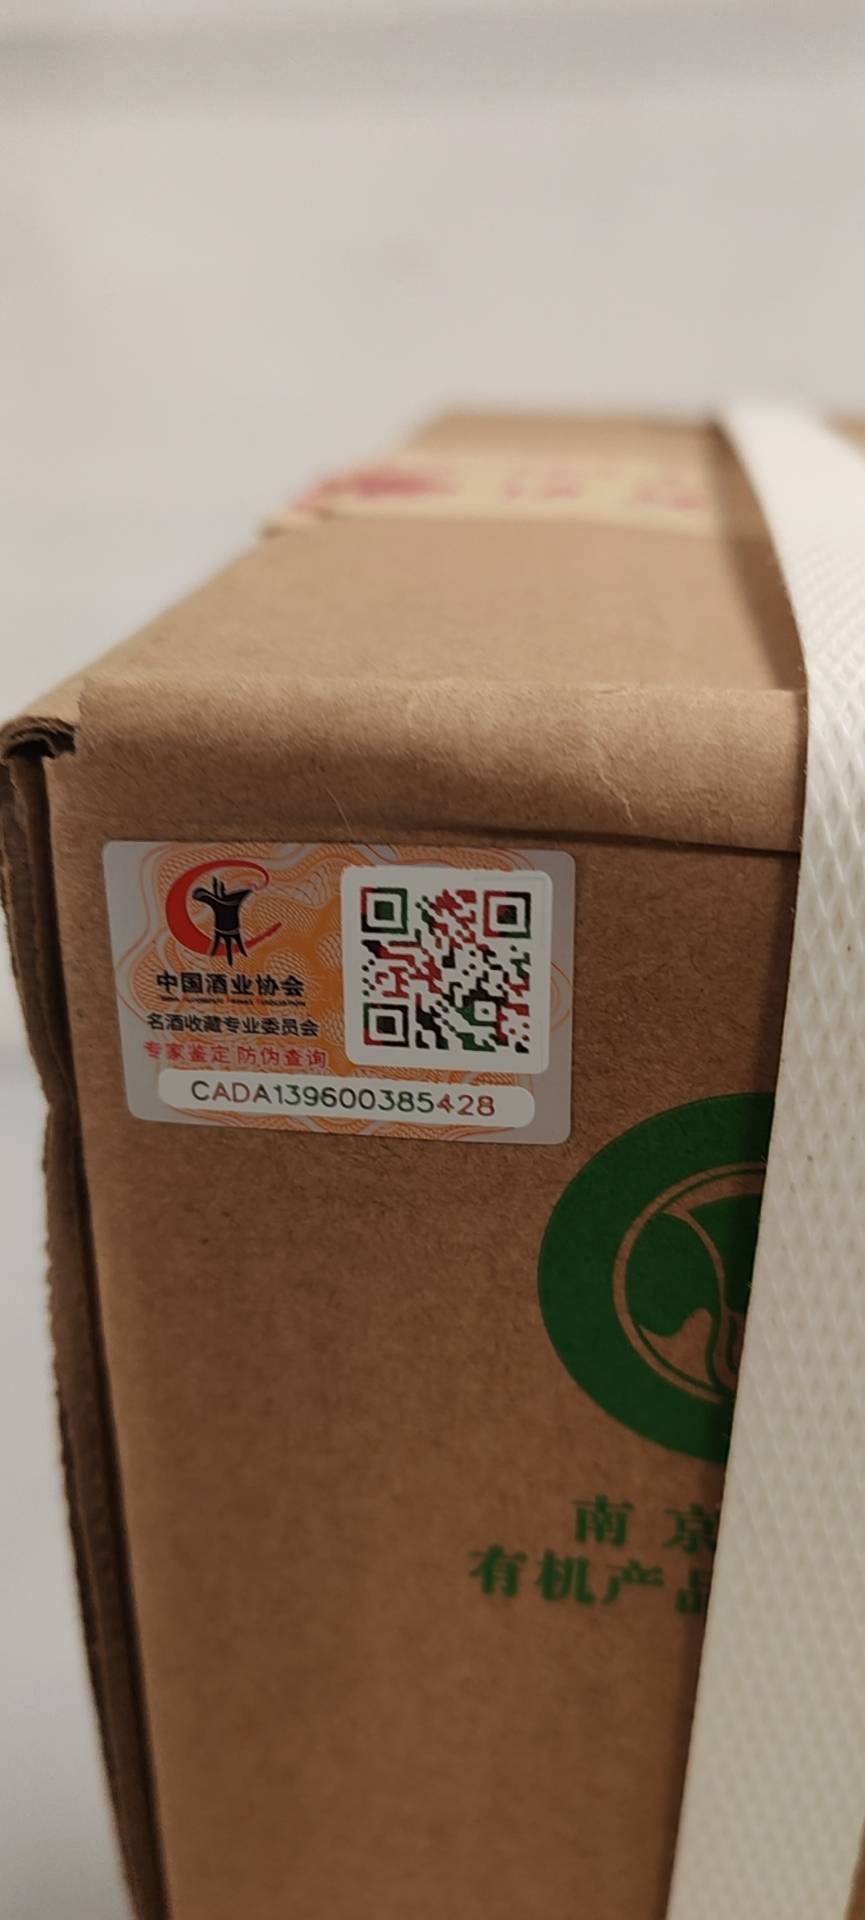 中国酒业协会
名酒收藏专业委员会
专家鉴定 防伪查询
CADA139600385428
南京
有机产品